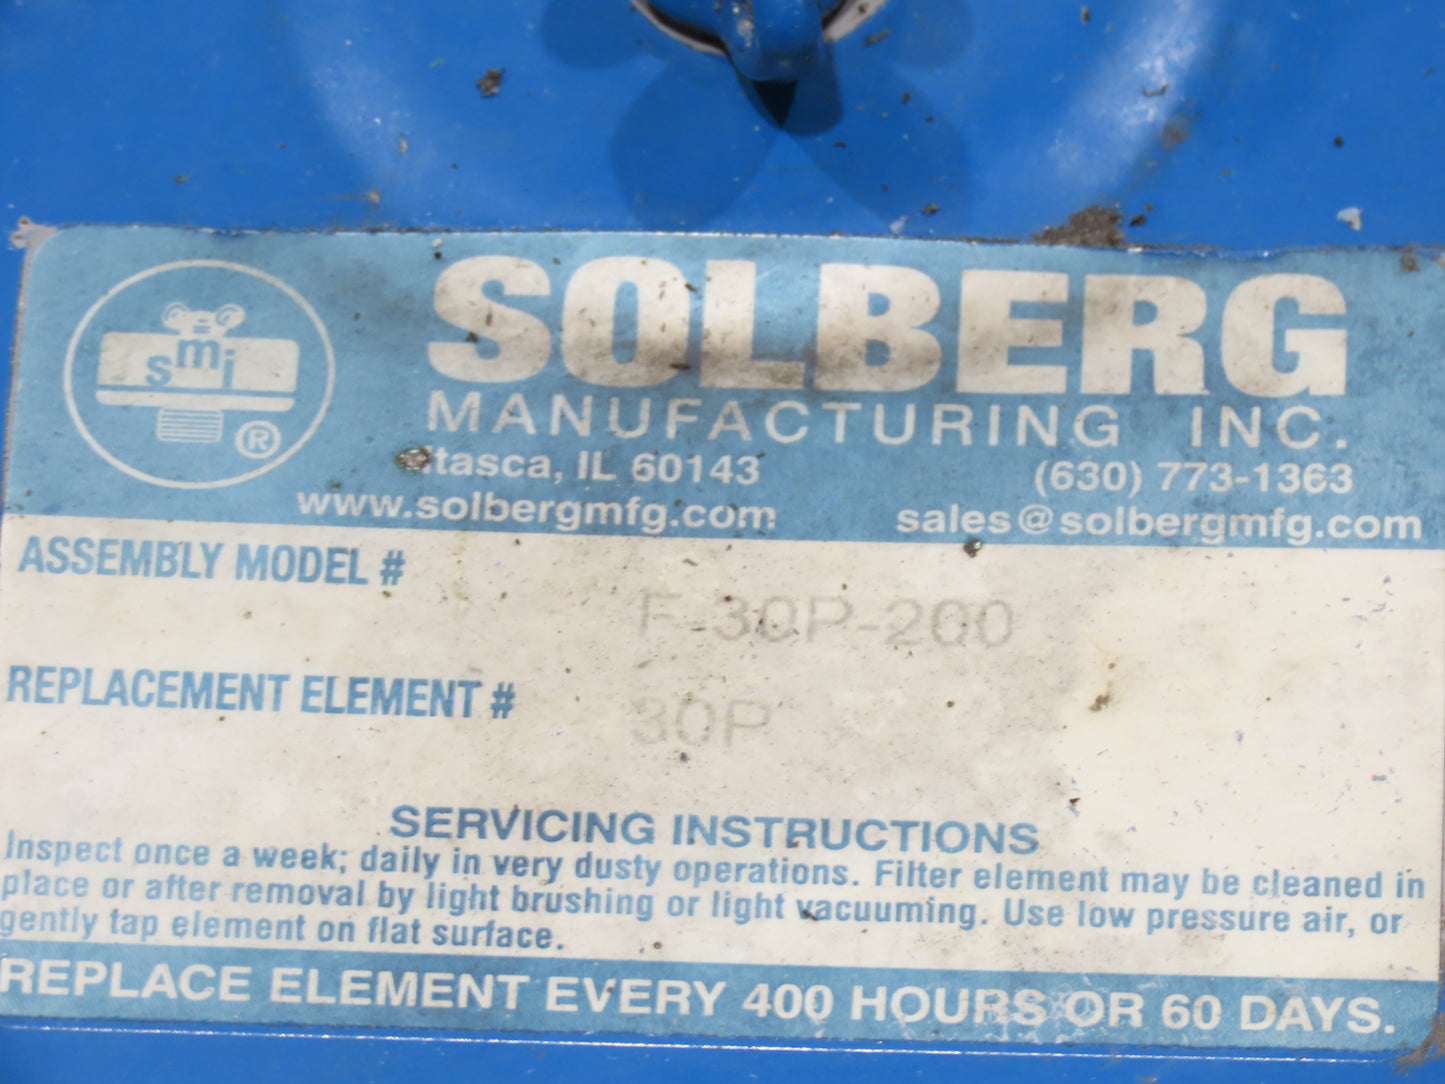 smi
®
SOLBERG
MANUFACTURING INC.
Itasca, IL 60143 (630) 773-1363
www.solbergmfg.com sales@solbergmfg.com
ASSEMBLY MODEL # F-30P-200
REPLACEMENT ELEMENT # 30P
SERVICING INSTRUCTIONS
Inspect once a week; daily in very dusty operations. Filter element may be cleaned in
place or after removal by light brushing or light vacuuming. Use low pressure air, or
gently tap element on flat surface.
REPLACE ELEMENT EVERY 400 HOURS OR 60 DAYS.